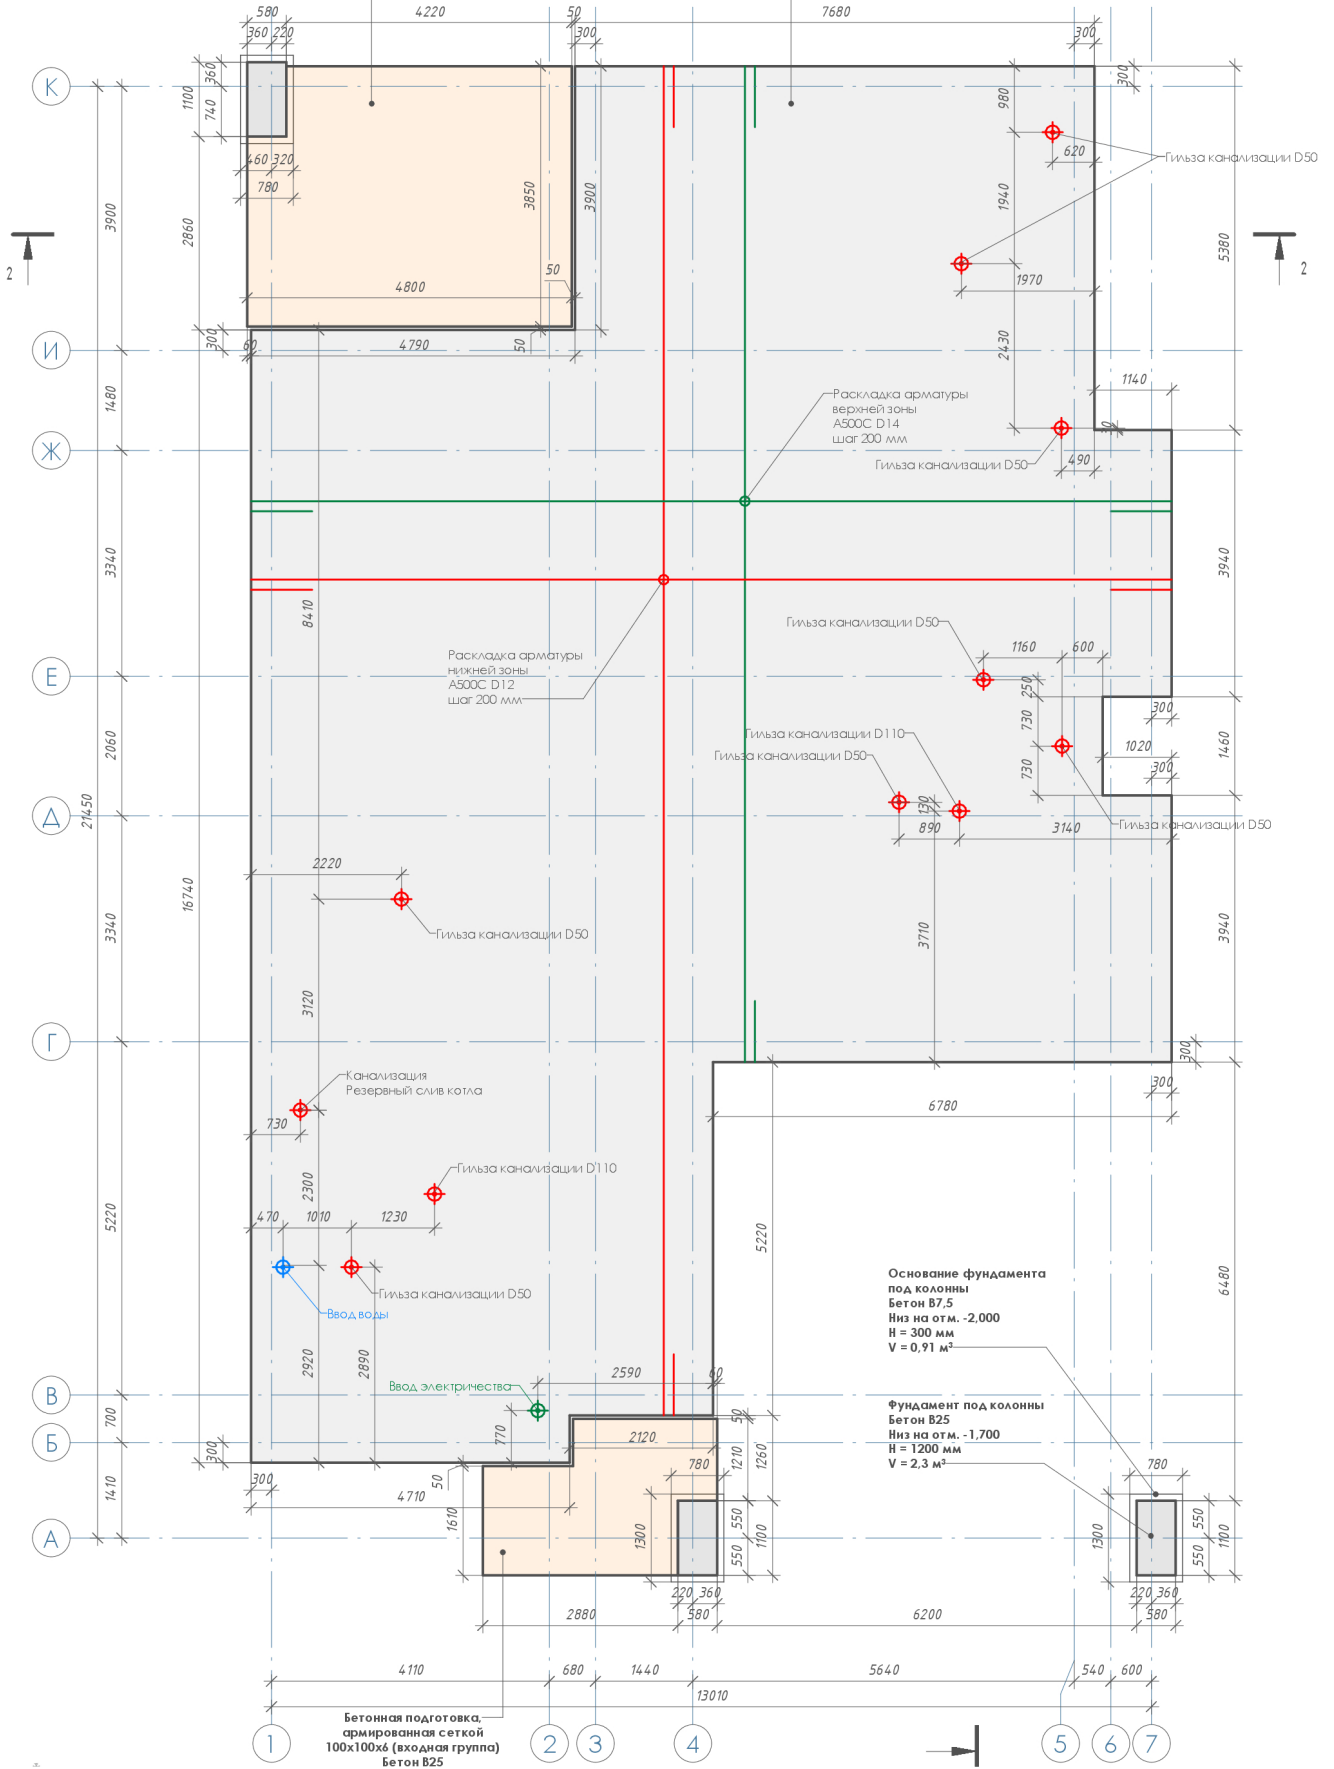 580
4220
50
7680
360
220
300
300
К
360
740
1100
300
980
620
Гильза канализации D50
460
320
780
3850
3900
1940
3900
2860
5380
2
2
50
4800
1970
И
300
60
4790
50
2430
1140
1480
Раскладка арматуры
верхней зоны
А500С D14
шаг 200 мм
30
Ж
Гильза канализации D50
490
3340
3940
8410
Гильза канализации D50
1160
600
Раскладка арматуры
нижней зоны
А500С D12
шаг 200 мм
Е
250
730
300
2060
Гильза канализации D110
Гильза канализации D50
1020
1460
730
300
21450
Д
130
890
3140
Гильза канализации D50
2220
16740
3340
3710
3940
Гильза канализации D50
3120
Г
300
Канализация
Резервный слив котла
300
730
6780
Гильза канализации D110
2300
470
1010
1230
5220
5220
Основание фундамента
под колонны
Бетон В7,5
Низ на отм. -2,000
Н = 300 мм
V = 0,91 м³
6480
Гильза канализации D50
Ввод воды
2920
2890
2590
60
Ввод электричества
В
700
50
Фундамент под колонны
Бетон В25
Низ на отм. -1,700
Н = 1200 мм
V = 2,3 м³
770
2120
Б
300
1210
1260
780
780
300
50
4710
1410
1610
1300
550
1100
550
1300
550
1100
550
А
220
360
220
360
2880
580
6200
580
4110
680
1440
5640
540
600
13010
Бетонная подготовка,
армированная сеткой
100х100х6 (входная группа)
Бетон В25
1
2
3
4
5
6
7